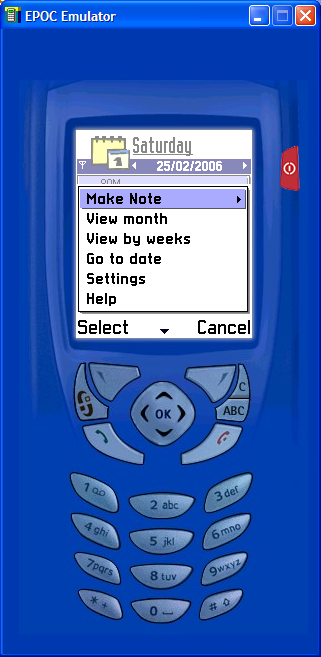 EPOC Emulator
Saturday
25/02/2006
Make Note
View month
View by weeks
Go to date
Settings
Help
Select Cancel
C
OK ABC
1 2 abc 3 def
4 ghi 5 jkl 6 mno
7 pqrs 8 tuv 9 wxyz
* + 0 #